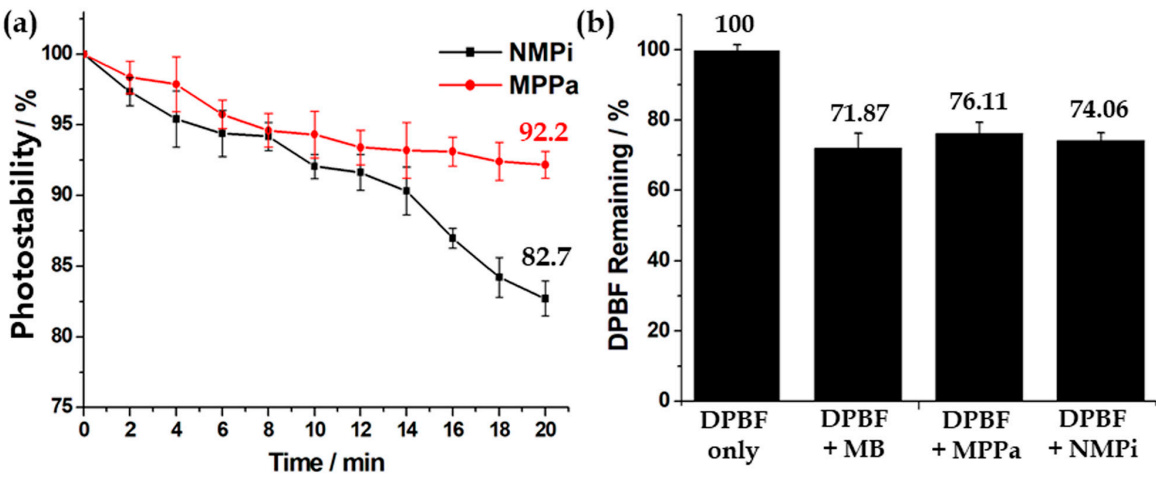 (a)
NMPi
MPPa
Photostability / %
100
95
90
85
80
75
92.2
82.7
0 2 4 6 8 10 12 14 16 18 20
Time / min
(b)
DPBF Remaining / %
100
80
60
40
20
0
100
71.87
76.11
74.06
DPBF only
DPBF + MB
DPBF + MPPa
DPBF + NMPi